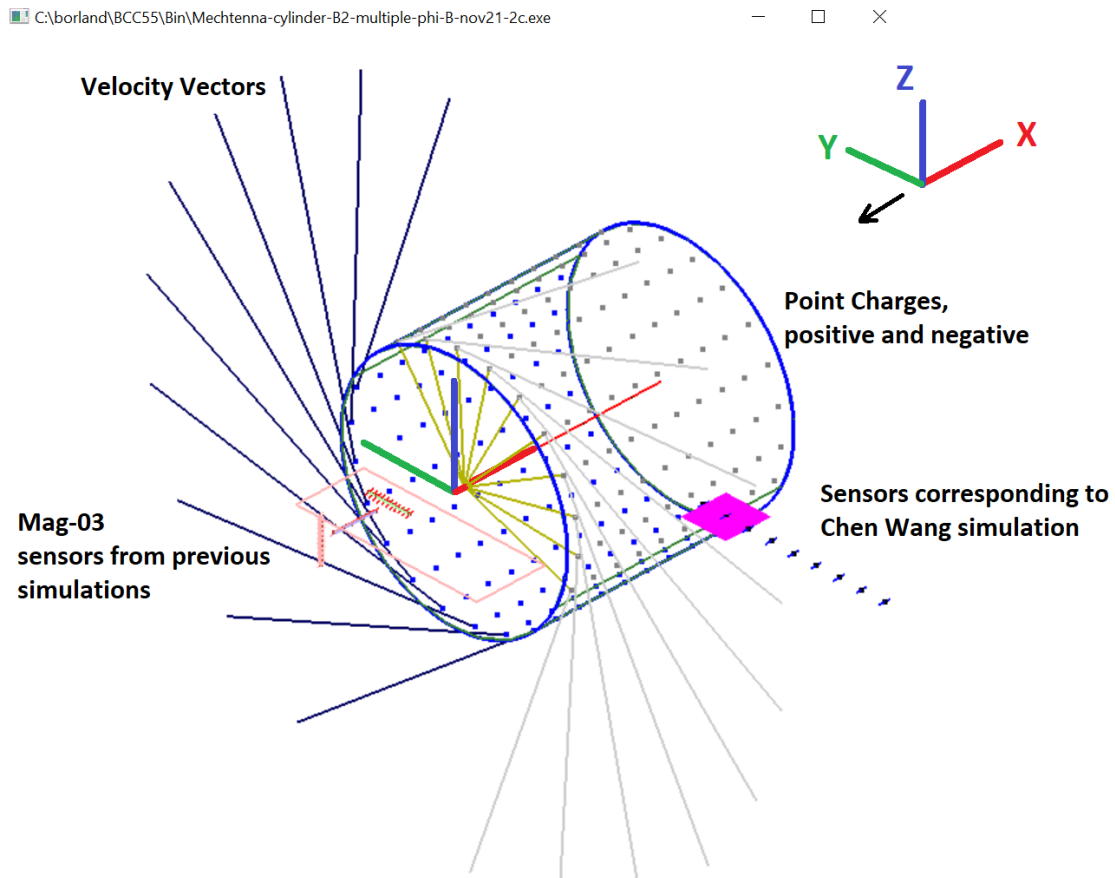 C:\borland\BCC55\Bin\Mechtenna-cylinder-B2-multiple-phi-B-nov21-2c.exe
Velocity Vectors
Z
Y
X
Point Charges,
positive and negative
Sensors corresponding to
Chen Wang simulation
Mag-03
sensors from previous
simulations